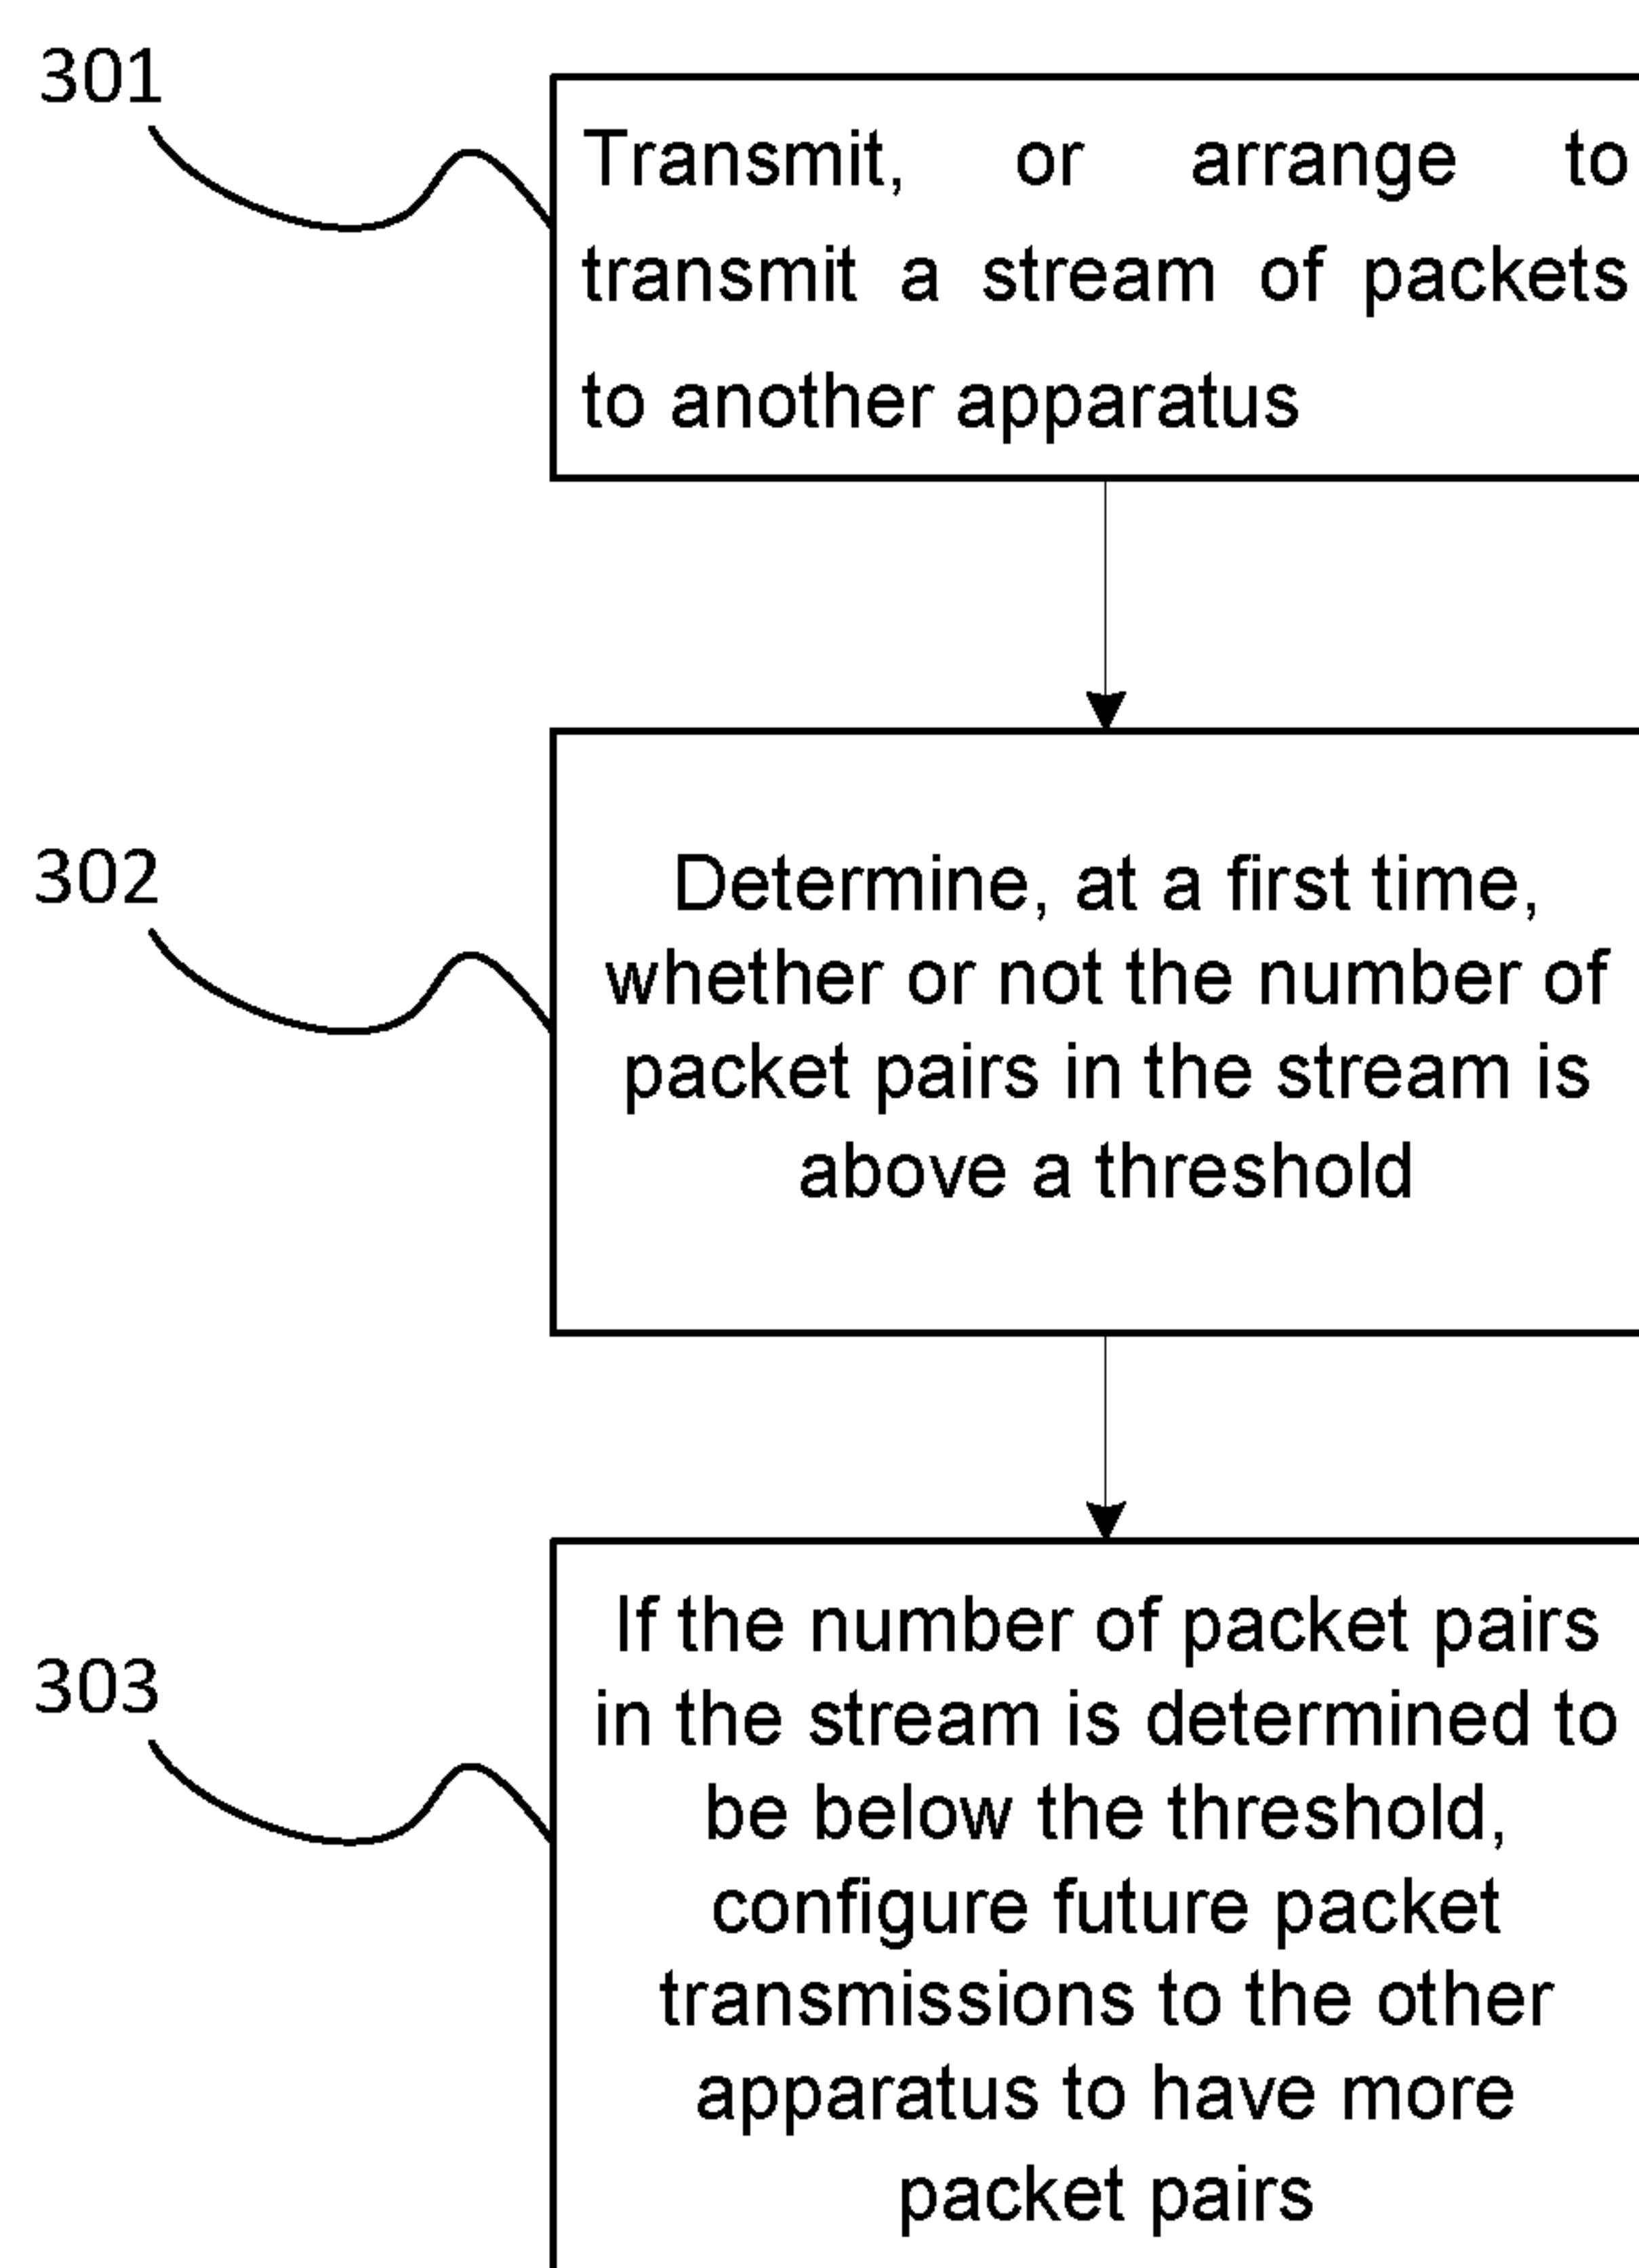 301
Transmit, or arrange to
transmit a stream of packets
to another apparatus
302
Determine, at a first time,
whether or not the number of
packet pairs in the stream is
above a threshold
303
If the number of packet pairs
in the stream is determined to
be below the threshold,
configure future packet
transmissions to the other
apparatus to have more
packet pairs